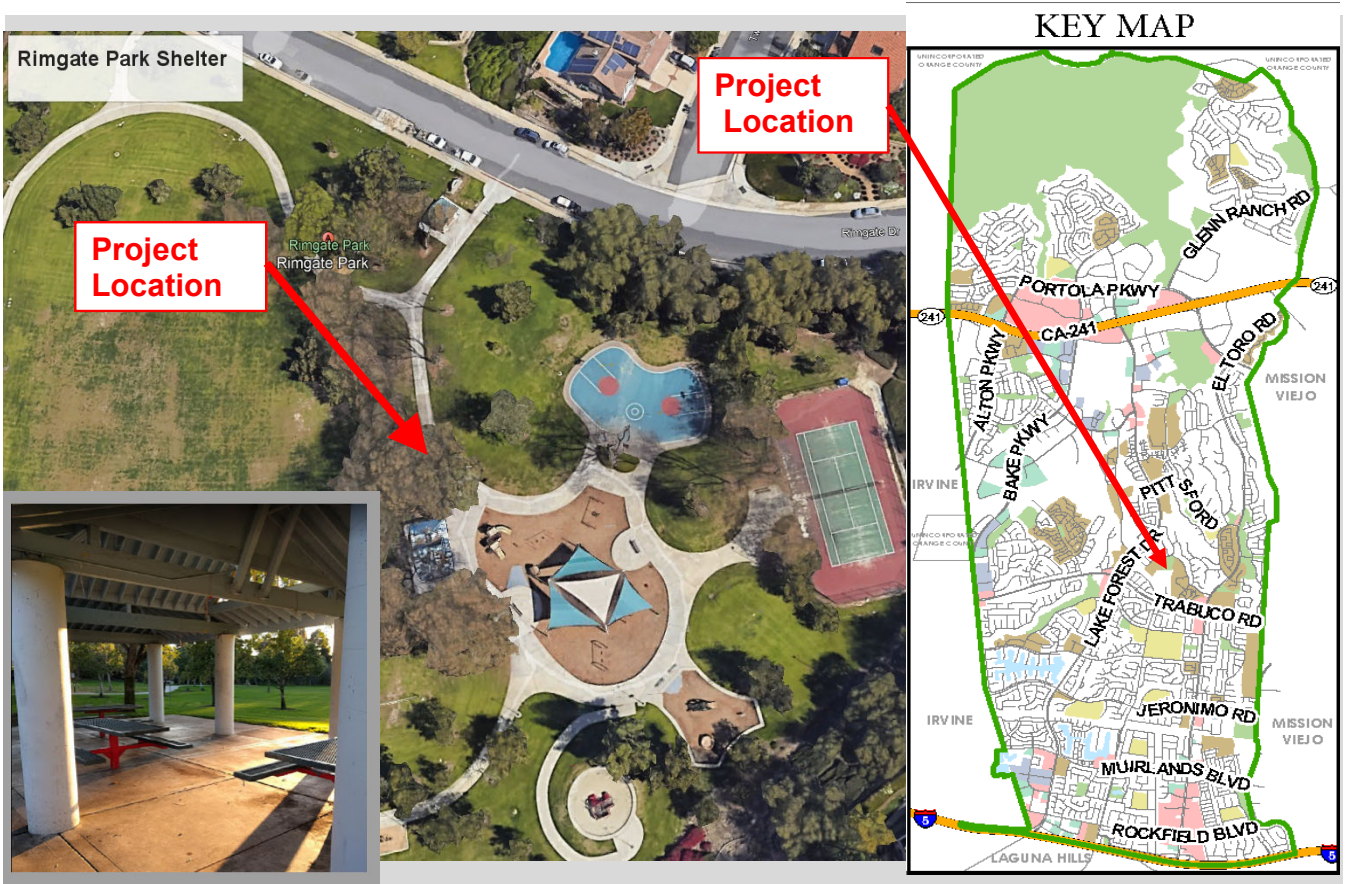 Rimgate Park Shelter
Project
Location
Rimgate Park
Rimgate Park
Rimgate Dr
Project
Location
KEY MAP
UNINCORPORATED
ORANGE COUNTY
UNINCORPORATED
ORANGE COUNTY
GLENN RANCH RD
PORTOLA PKWY
241
241
CA-241
EL TORO RD
ALTON PKWY
MISSION
VIEJO
BAKE PKWY
IRVINE
PITTSFORD
UNINCORPORATED
ORANGE COUNTY
LAKE FOREST DR
TRABUCO RD
IRVINE
JERONIMO RD
MISSION
VIEJO
MUIRLANDS BLVD
5
ROCKFIELD BLVD
LAGUNA HILLS
5